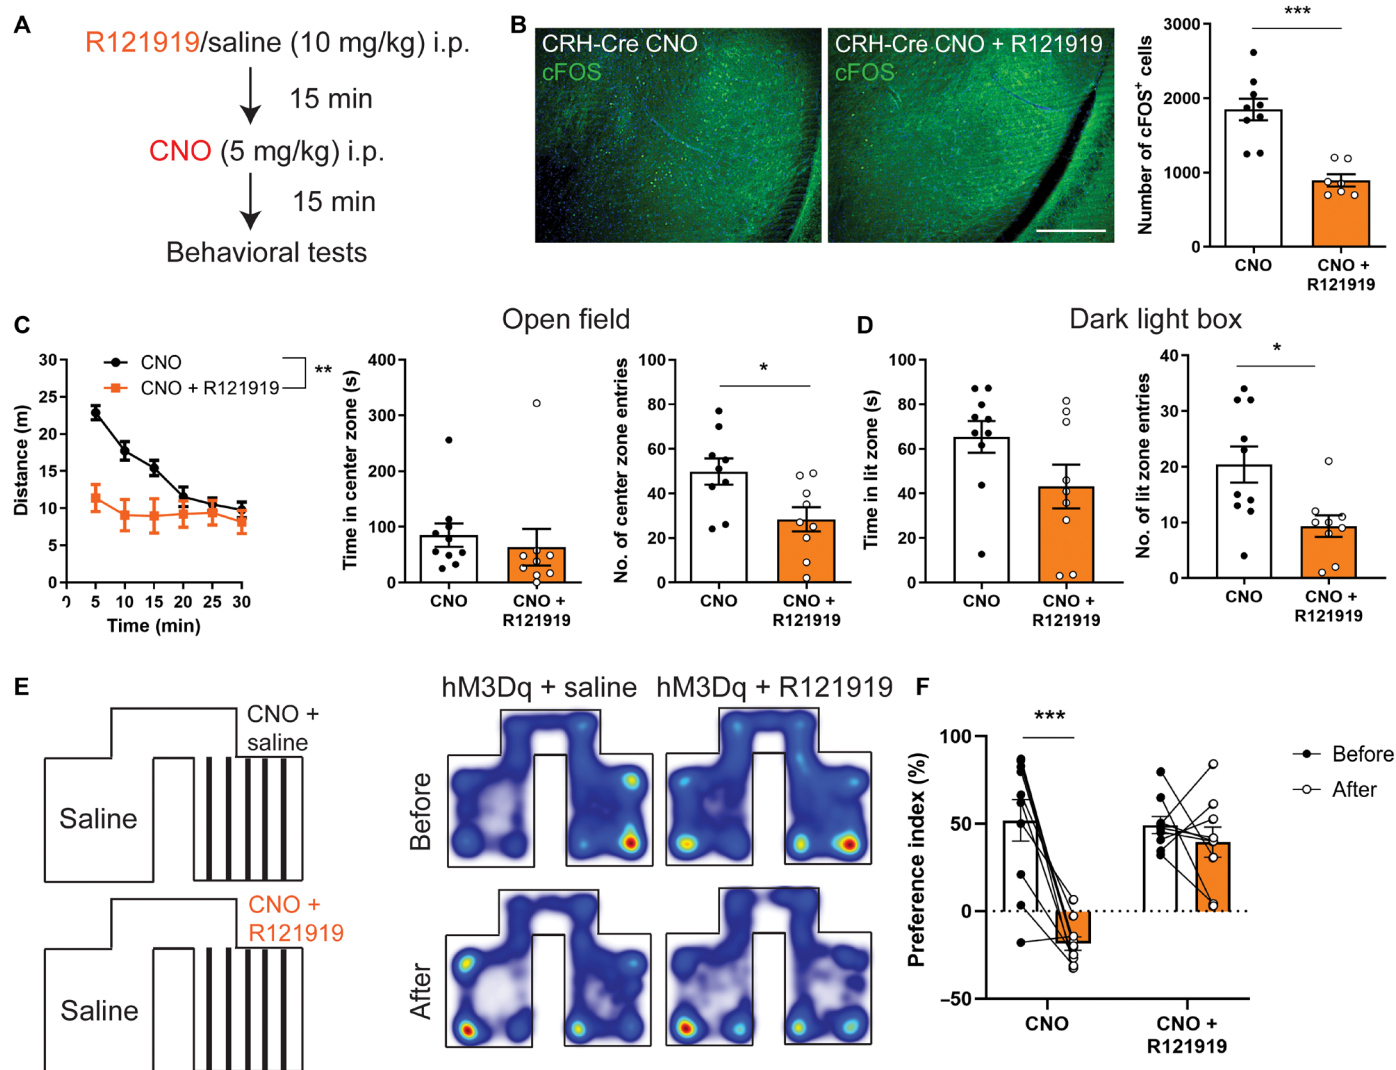 A
R121919/saline (10 mg/kg) i.p.
15 min
CNO (5 mg/kg) i.p.
15 min
Behavioral tests
B
CRH-Cre CNO
cFOS
CRH-Cre CNO + R121919
cFOS
***
Number of cFOS+ cells
3000
2000
1000
0
CNO
CNO +
R121919
C
Open field
CNO
CNO + R121919
**
Distance (m)
30
25
20
15
10
5
0
0 5 10 15 20 25 30
Time (min)
Time in center zone (s)
400
300
200
100
0
CNO
CNO +
R121919
*
No. of center zone entries
100
80
60
40
20
0
CNO
CNO +
R121919
D
Dark light box
Time in lit zone (s)
100
80
60
40
20
0
CNO
CNO +
R121919
*
No. of lit zone entries
40
30
20
10
0
CNO
CNO +
R121919
E
CNO +
saline
Saline
CNO +
R121919
Saline
hM3Dq + saline
hM3Dq + R121919
Before
After
F
***
Preference index (%)
100
50
0
−50
CNO
CNO +
R121919
Before
After